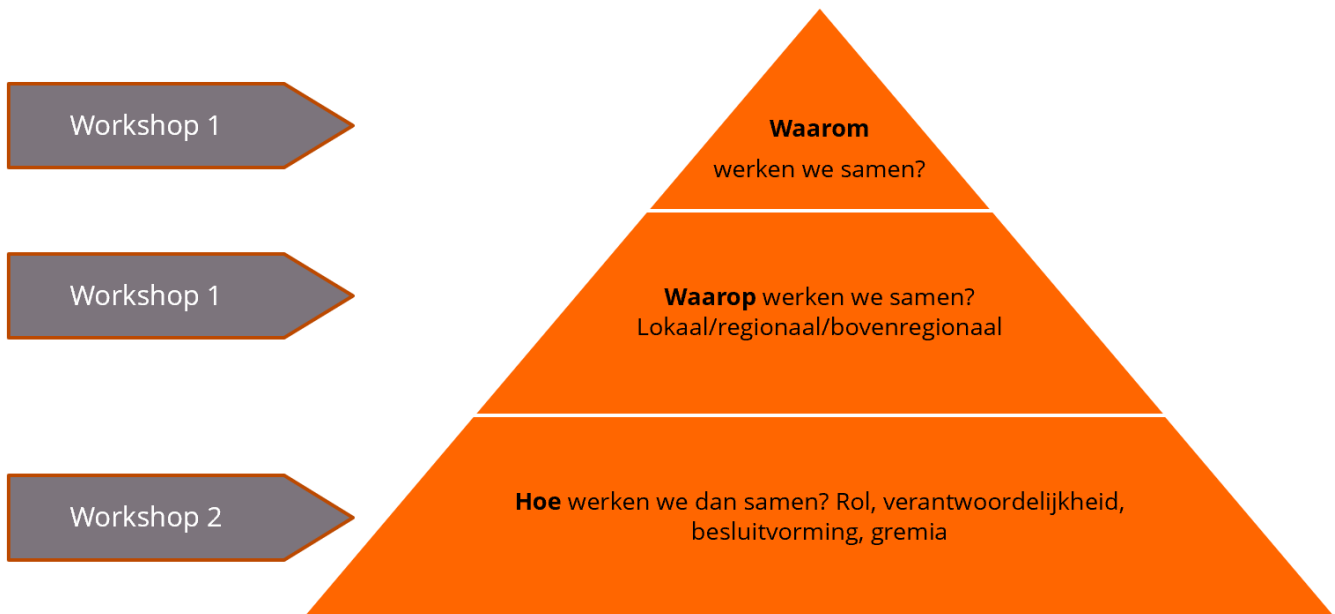 Workshop 1
Waarom
werken we samen?
Workshop 1
Waarop werken we samen?
Lokaal/regionaal/bovenregionaal
Workshop 2
Hoe werken we dan samen? Rol, verantwoordelijkheid,
besluitvorming, gremia